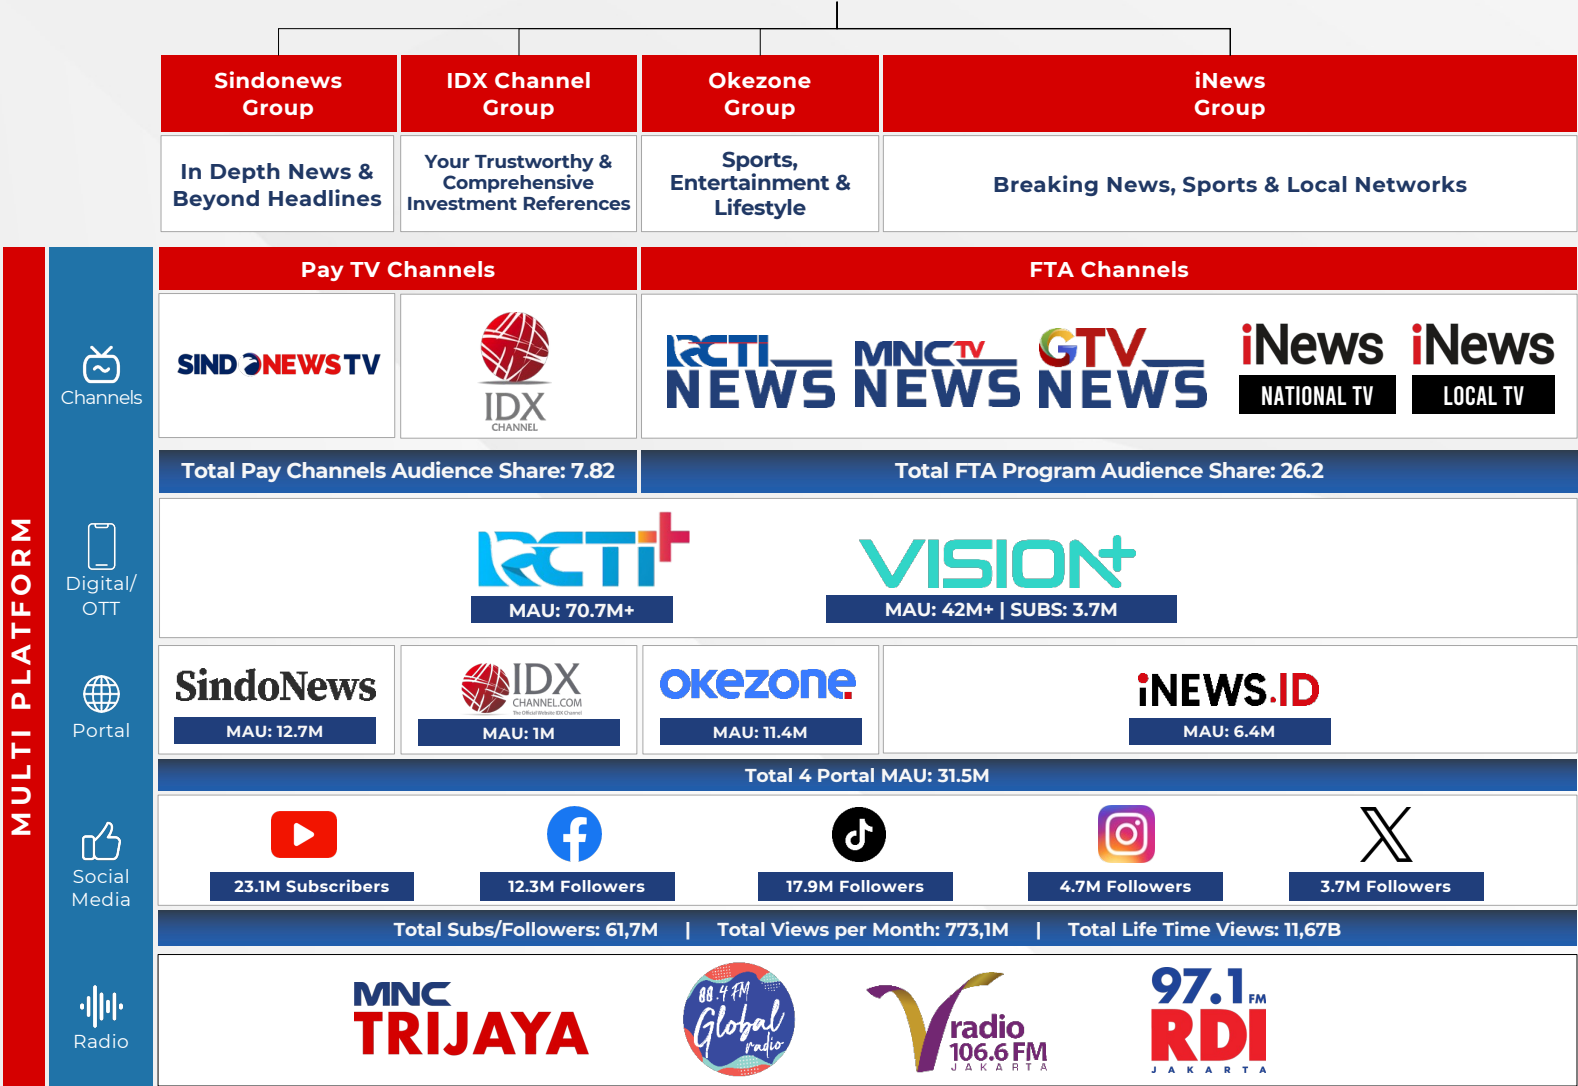 Sindonews
Group
IDX Channel
Group
Okezone
Group
iNews
Group
In Depth News &
Beyond Headlines
Your Trustworthy &
Comprehensive
Investment References
Sports,
Entertainment &
Lifestyle
Breaking News, Sports & Local Networks
MULTI PLATFORM
Pay TV Channels
FTA Channels
Channels
SINDONEWSTV
IDX
CHANNEL
RCTI
NEWS
MNCTV
NEWS
GTV
NEWS
iNews
NATIONAL TV
iNews
LOCAL TV
Total Pay Channels Audience Share: 7.82
Total FTA Program Audience Share: 26.2
Digital/
OTT
RCTI+
MAU: 70.7M+
VISION+
MAU: 42M+ | SUBS: 3.7M
Portal
SindoNews
MAU: 12.7M
IDX
CHANNEL.COM
The Official Website IDX Channel
MAU: 1M
okezone
MAU: 11.4M
iNEWS.ID
MAU: 6.4M
Total 4 Portal MAU: 31.5M
Social
Media
23.1M Subscribers
12.3M Followers
17.9M Followers
4.7M Followers
3.7M Followers
Total Subs/Followers: 61,7M | Total Views per Month: 773,1M | Total Life Time Views: 11,67B
Radio
MNC
TRIJAYA
88.4 FM
Global
radio
V radio
106.6 FM
JAKARTA
97.1 FM
RDI
JAKARTA